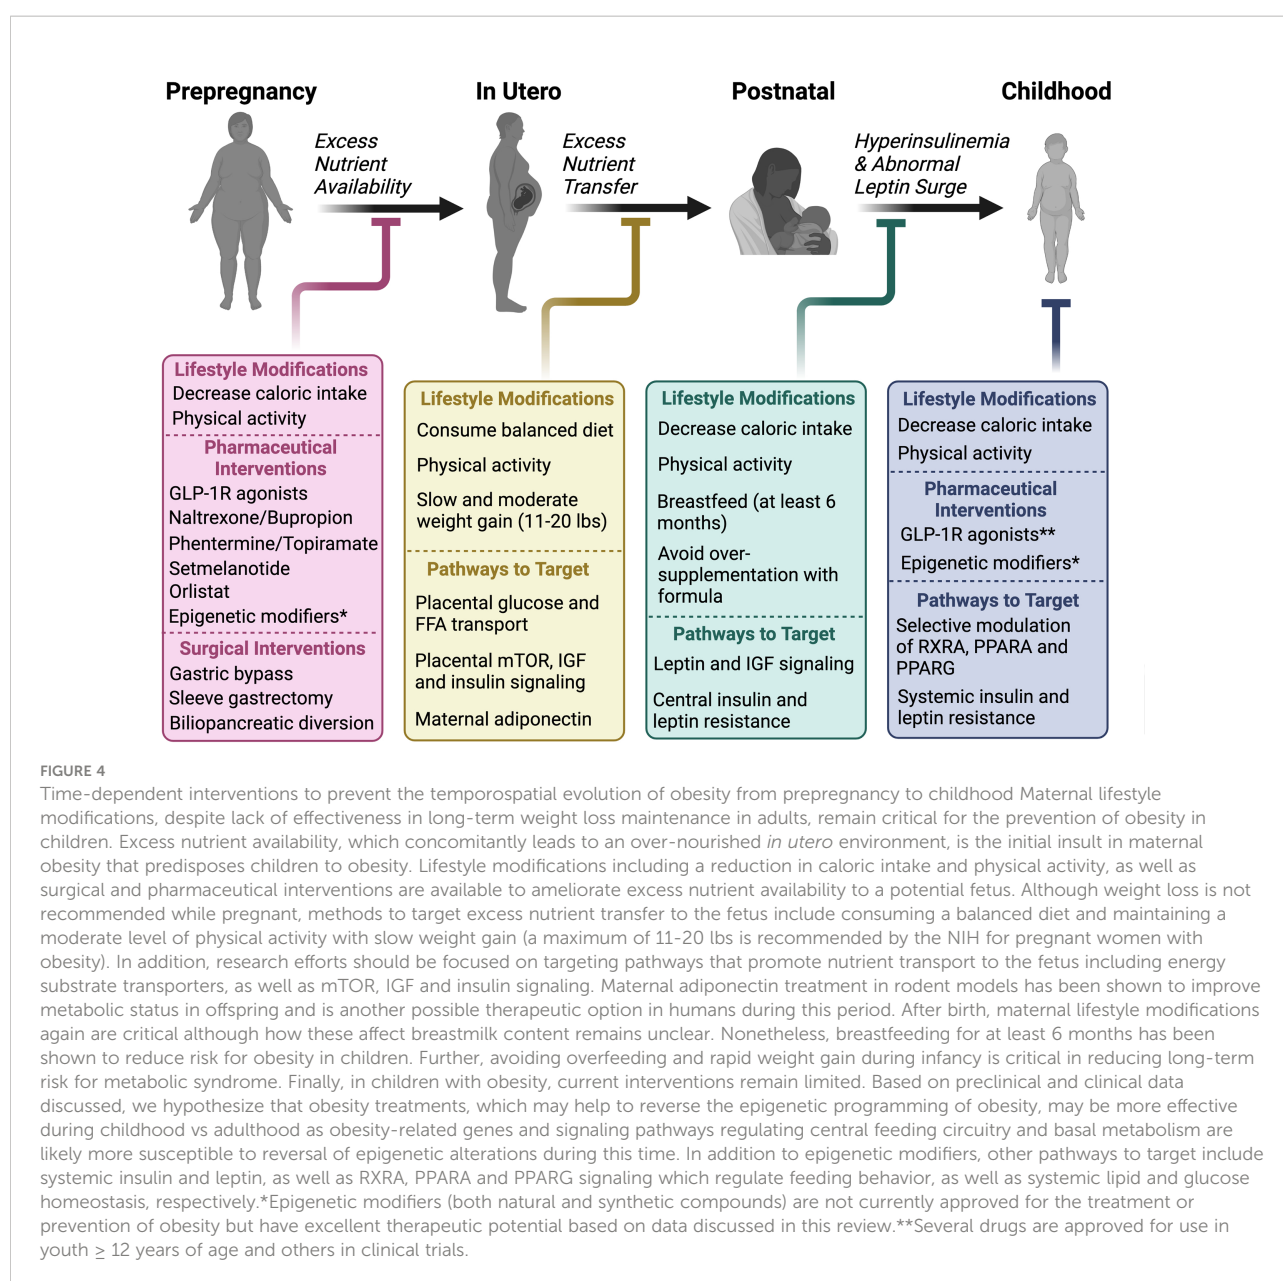 Prepregnancy
In Utero
Postnatal
Childhood
Excess
Nutrient
Availability
Excess
Nutrient
Transfer
Hyperinsulinemia
& Abnormal
Leptin Surge
Lifestyle Modifications
Decrease caloric intake
Physical activity
Pharmaceutical
Interventions
GLP-1R agonists
Naltrexone/Bupropion
Phentermine/Topiramate
Setmelanotide
Orlistat
Epigenetic modifiers*
Surgical Interventions
Gastric bypass
Sleeve gastrectomy
Biliopancreatic diversion
Lifestyle Modifications
Consume balanced diet
Physical activity
Slow and moderate
weight gain (11-20 lbs)
Pathways to Target
Placental glucose and
FFA transport
Placental mTOR, IGF
and insulin signaling
Maternal adiponectin
Lifestyle Modifications
Decrease caloric intake
Physical activity
Breastfeed (at least 6
months)
Avoid over-
supplementation with
formula
Pathways to Target
Leptin and IGF signaling
Central insulin and
leptin resistance
Lifestyle Modifications
Decrease caloric intake
Physical activity
Pharmaceutical
Interventions
GLP-1R agonists**
Epigenetic modifiers*
Pathways to Target
Selective modulation
of RXRA, PPARA and
PPARG
Systemic insulin and
leptin resistance
FIGURE 4
Time-dependent interventions to prevent the temporospatial evolution of obesity from prepregnancy to childhood Maternal lifestyle
modifications, despite lack of effectiveness in long-term weight loss maintenance in adults, remain critical for the prevention of obesity in
children. Excess nutrient availability, which concomitantly leads to an over-nourished in utero environment, is the initial insult in maternal
obesity that predisposes children to obesity. Lifestyle modifications including a reduction in caloric intake and physical activity, as well as
surgical and pharmaceutical interventions are available to ameliorate excess nutrient availability to a potential fetus. Although weight loss is not
recommended while pregnant, methods to target excess nutrient transfer to the fetus include consuming a balanced diet and maintaining a
moderate level of physical activity with slow weight gain (a maximum of 11-20 lbs is recommended by the NIH for pregnant women with
obesity). In addition, research efforts should be focused on targeting pathways that promote nutrient transport to the fetus including energy
substrate transporters, as well as mTOR, IGF and insulin signaling. Maternal adiponectin treatment in rodent models has been shown to improve
metabolic status in offspring and is another possible therapeutic option in humans during this period. After birth, maternal lifestyle modifications
again are critical although how these affect breastmilk content remains unclear. Nonetheless, breastfeeding for at least 6 months has been
shown to reduce risk for obesity in children. Further, avoiding overfeeding and rapid weight gain during infancy is critical in reducing long-term
risk for metabolic syndrome. Finally, in children with obesity, current interventions remain limited. Based on preclinical and clinical data
discussed, we hypothesize that obesity treatments, which may help to reverse the epigenetic programming of obesity, may be more effective
during childhood vs adulthood as obesity-related genes and signaling pathways regulating central feeding circuitry and basal metabolism are
likely more susceptible to reversal of epigenetic alterations during this time. In addition to epigenetic modifiers, other pathways to target include
systemic insulin and leptin, as well as RXRA, PPARA and PPARG signaling which regulate feeding behavior, as well as systemic lipid and glucose
homeostasis, respectively.*Epigenetic modifiers (both natural and synthetic compounds) are not currently approved for the treatment or
prevention of obesity but have excellent therapeutic potential based on data discussed in this review.**Several drugs are approved for use in
youth ≥ 12 years of age and others in clinical trials.